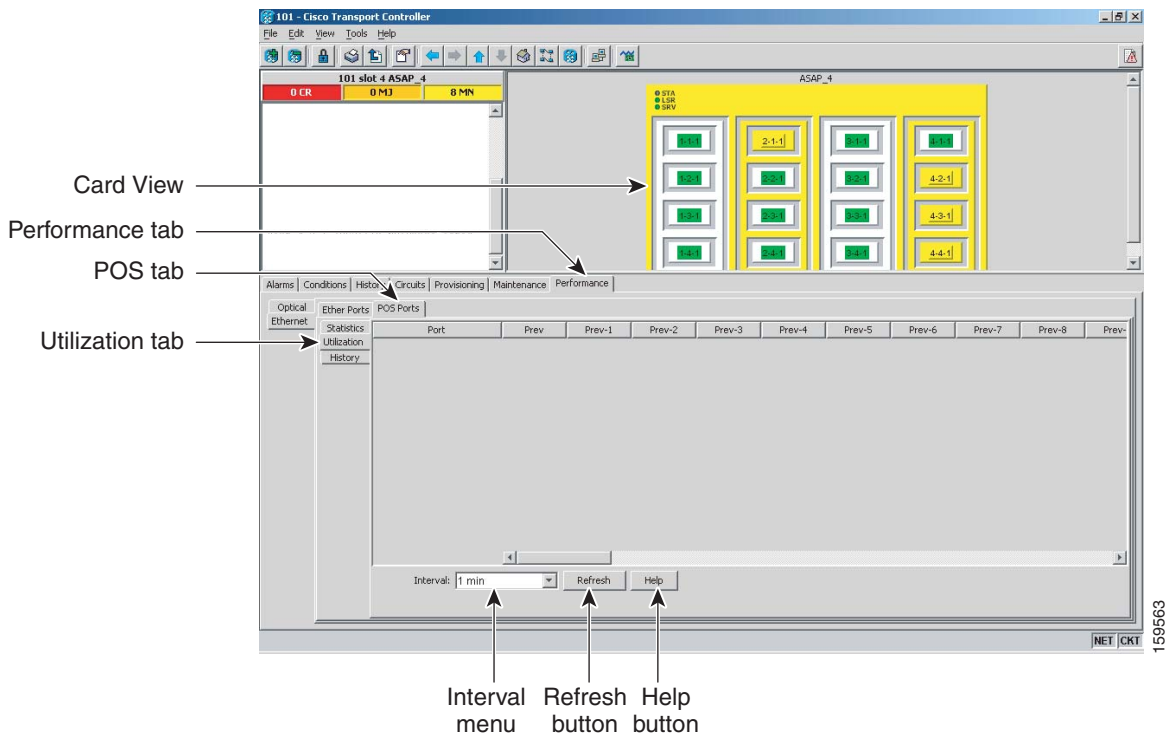 101 - Cisco Transport Controller
File Edit View Tools Help
101 slot 4 ASAP_4
0 CR 0 MJ 8 MN
ASAP_4
STA
LSR
SRV
1-1-1 2-1-1 3-1-1 4-1-1
1-2-1 2-2-1 3-2-1 4-2-1
1-3-1 2-3-1 3-3-1 4-3-1
1-4-1 2-4-1 3-4-1 4-4-1
Card View
Performance tab
POS tab
Utilization tab
Alarms Conditions History Circuits Provisioning Maintenance Performance
Optical Ether Ports POS Ports
Ethernet
Statistics Port Prev Prev-1 Prev-2 Prev-3 Prev-4 Prev-5 Prev-6 Prev-7 Prev-8 Prev-
Utilization
History
Interval: 1 min Refresh Help
NET CKT
159563
Interval Refresh Help
menu button button